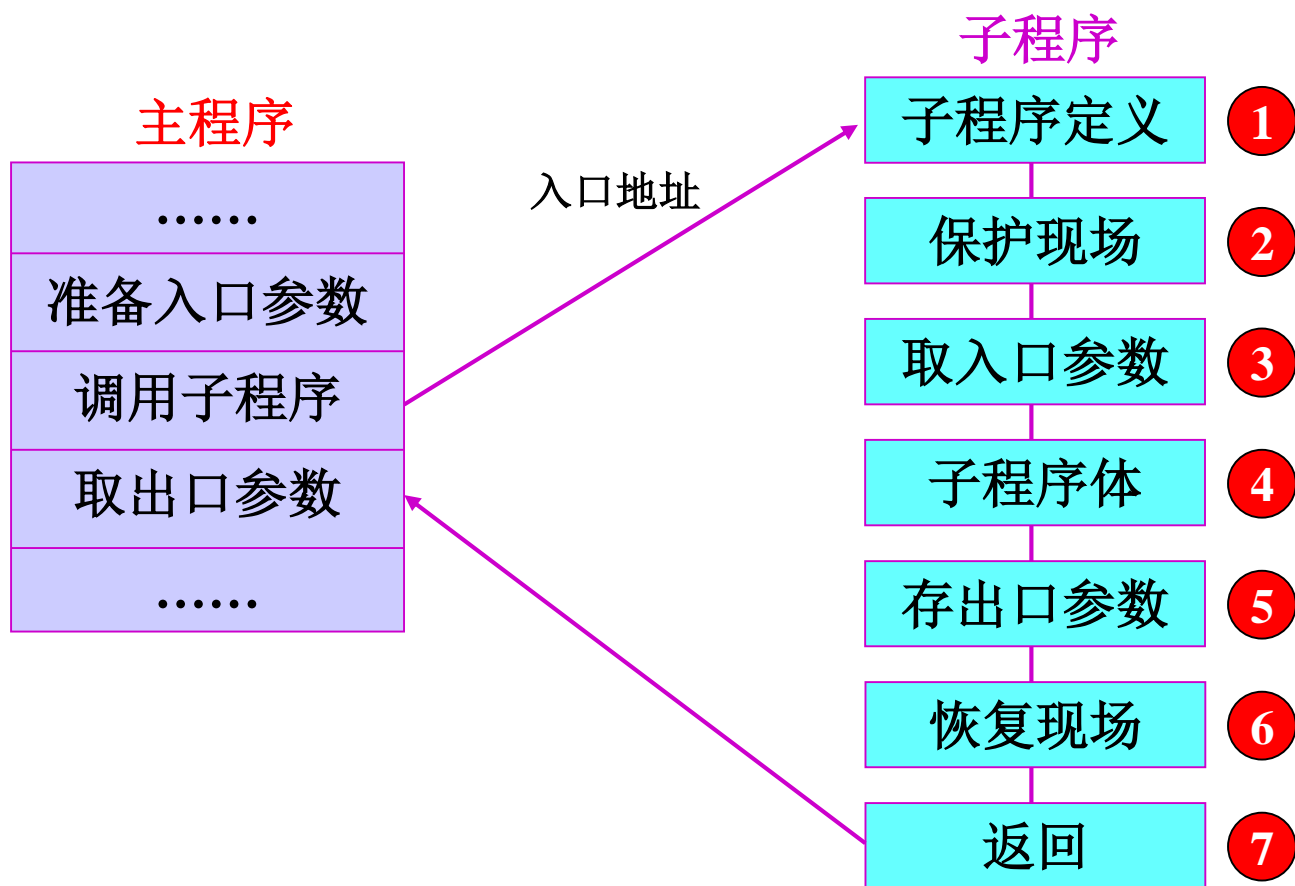 主程序
……
准备入口参数
调用子程序
取出口参数
……
入口地址
子程序
子程序定义
1
保护现场
2
取入口参数
3
子程序体
4
存出口参数
5
恢复现场
6
返回
7